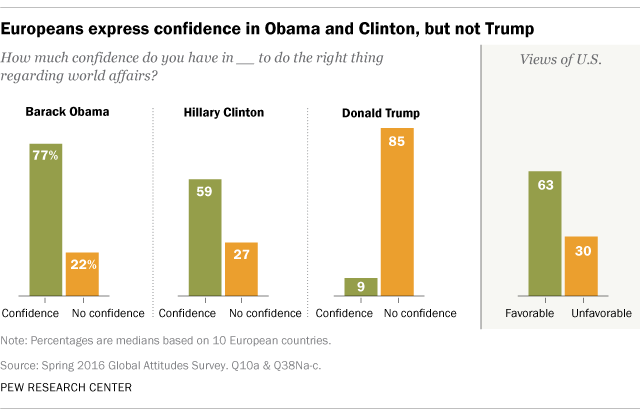 Europeans express confidence in Obama and Clinton, but not Trump
How much confidence do you have in __ to do the right thing
regarding world affairs?
Views of U.S.
Barack Obama
Hillary Clinton
Donald Trump
77%
22%
59
27
9
85
63
30
Confidence
No confidence
Confidence
No confidence
Confidence
No confidence
Favorable
Unfavorable
Note: Percentages are medians based on 10 European countries.
Source: Spring 2016 Global Attitudes Survey. Q10a & Q38Na-c.
PEW RESEARCH CENTER